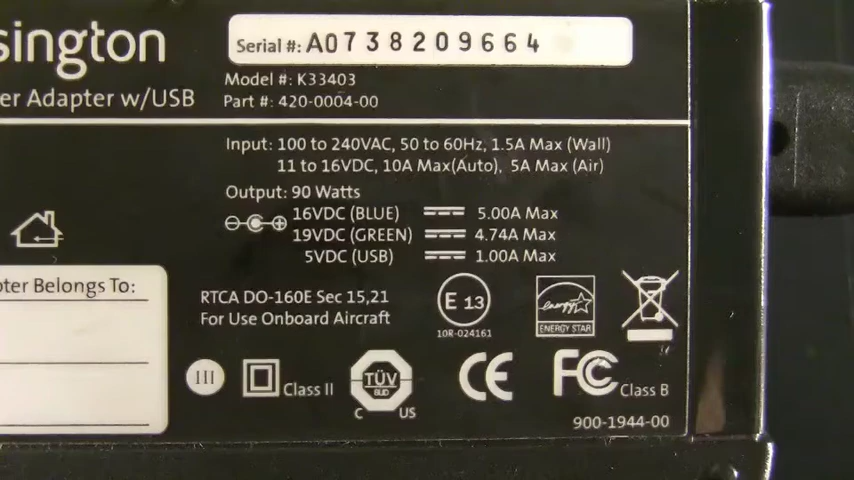 sington
Serial #: A0738209664
er Adapter w/USB
Model #: K33403
Part #: 420-0004-00
Input: 100 to 240VAC, 50 to 60Hz, 1.5A Max (Wall)
11 to 16VDC, 10A Max(Auto), 5A Max (Air)
Output: 90 Watts
16VDC (BLUE) 5.00A Max
19VDC (GREEN) 4.74A Max
5VDC (USB) 1.00A Max
pter Belongs To:
RTCA DO-160E Sec 15,21
For Use Onboard Aircraft
E 13
10R-024161
energy
ENERGY STAR
III
Class II
TÜV
SÜD
C US
CE
FC Class B
900-1944-00